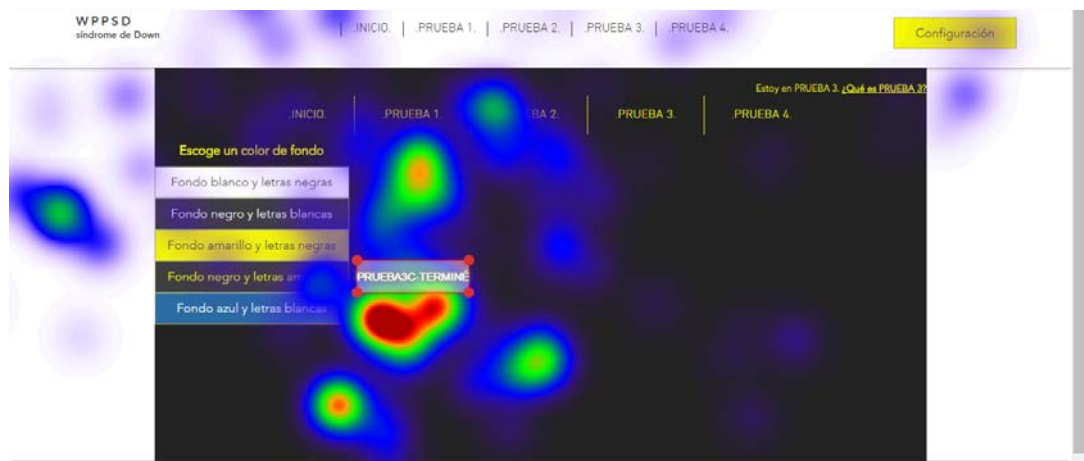 WPPSD
síndrome de Down
.INICIO. .PRUEBA 1. .PRUEBA 2. .PRUEBA 3. .PRUEBA 4.
Configuración
Estoy en PRUEBA 3. ¿Qué es PRUEBA 3?
.INICIO. .PRUEBA 1. BA 2. .PRUEBA 3. .PRUEBA 4.
Escoge un color de fondo
Fondo blanco y letras negras
Fondo negro y letras blancas
Fondo amarillo y letras negras
Fondo negro y letras
PRUEBA3C-TERMINÉ
Fondo azul y letras blancas